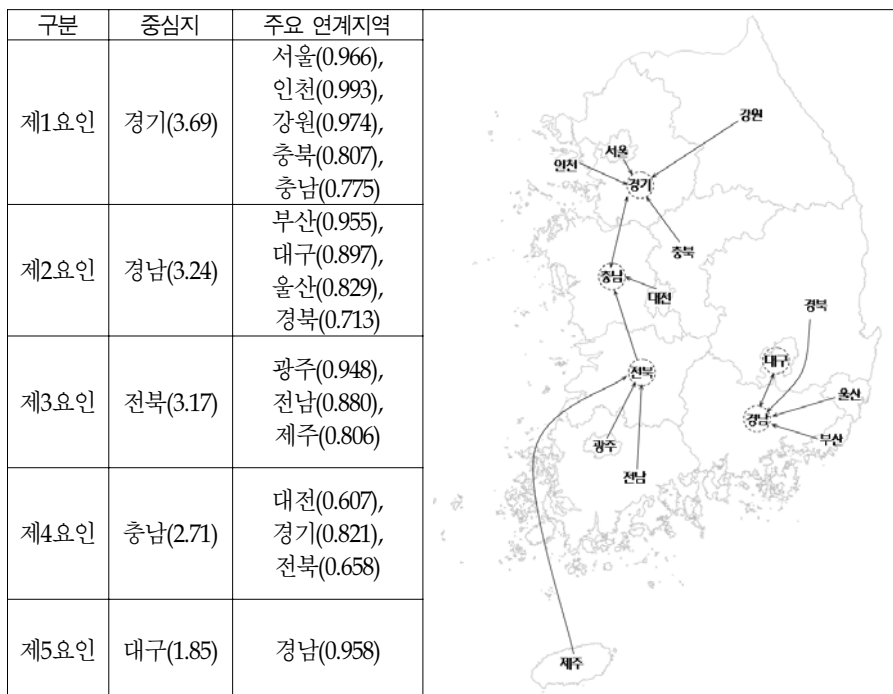 구분 중심지 주요 연계지역
제1요인 경기(3.69) 서울(0.966),
인천(0.993),
강원(0.974),
충북(0.807),
충남(0.775)
제2요인 경남(3.24) 부산(0.955),
대구(0.897),
울산(0.829),
경북(0.713)
제3요인 전북(3.17) 광주(0.948),
전남(0.880),
제주(0.806)
제4요인 충남(2.71) 대전(0.607),
경기(0.821),
전북(0.658)
제5요인 대구(1.85) 경남(0.958)
강원
서울
인천
경기
충북
충남
대전
경북
대구
전북
울산
경남
부산
광주
전남
제주